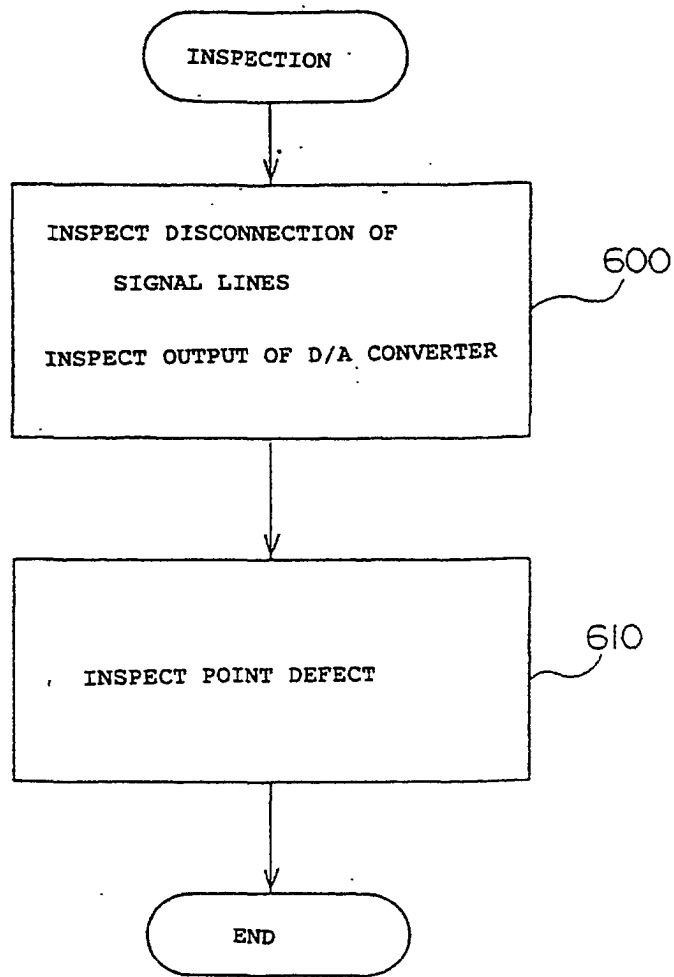 INSPECTION
INSPECT DISCONNECTION OF
SIGNAL LINES
600
INSPECT OUTPUT OF D/A CONVERTER
610
INSPECT POINT DEFECT
END